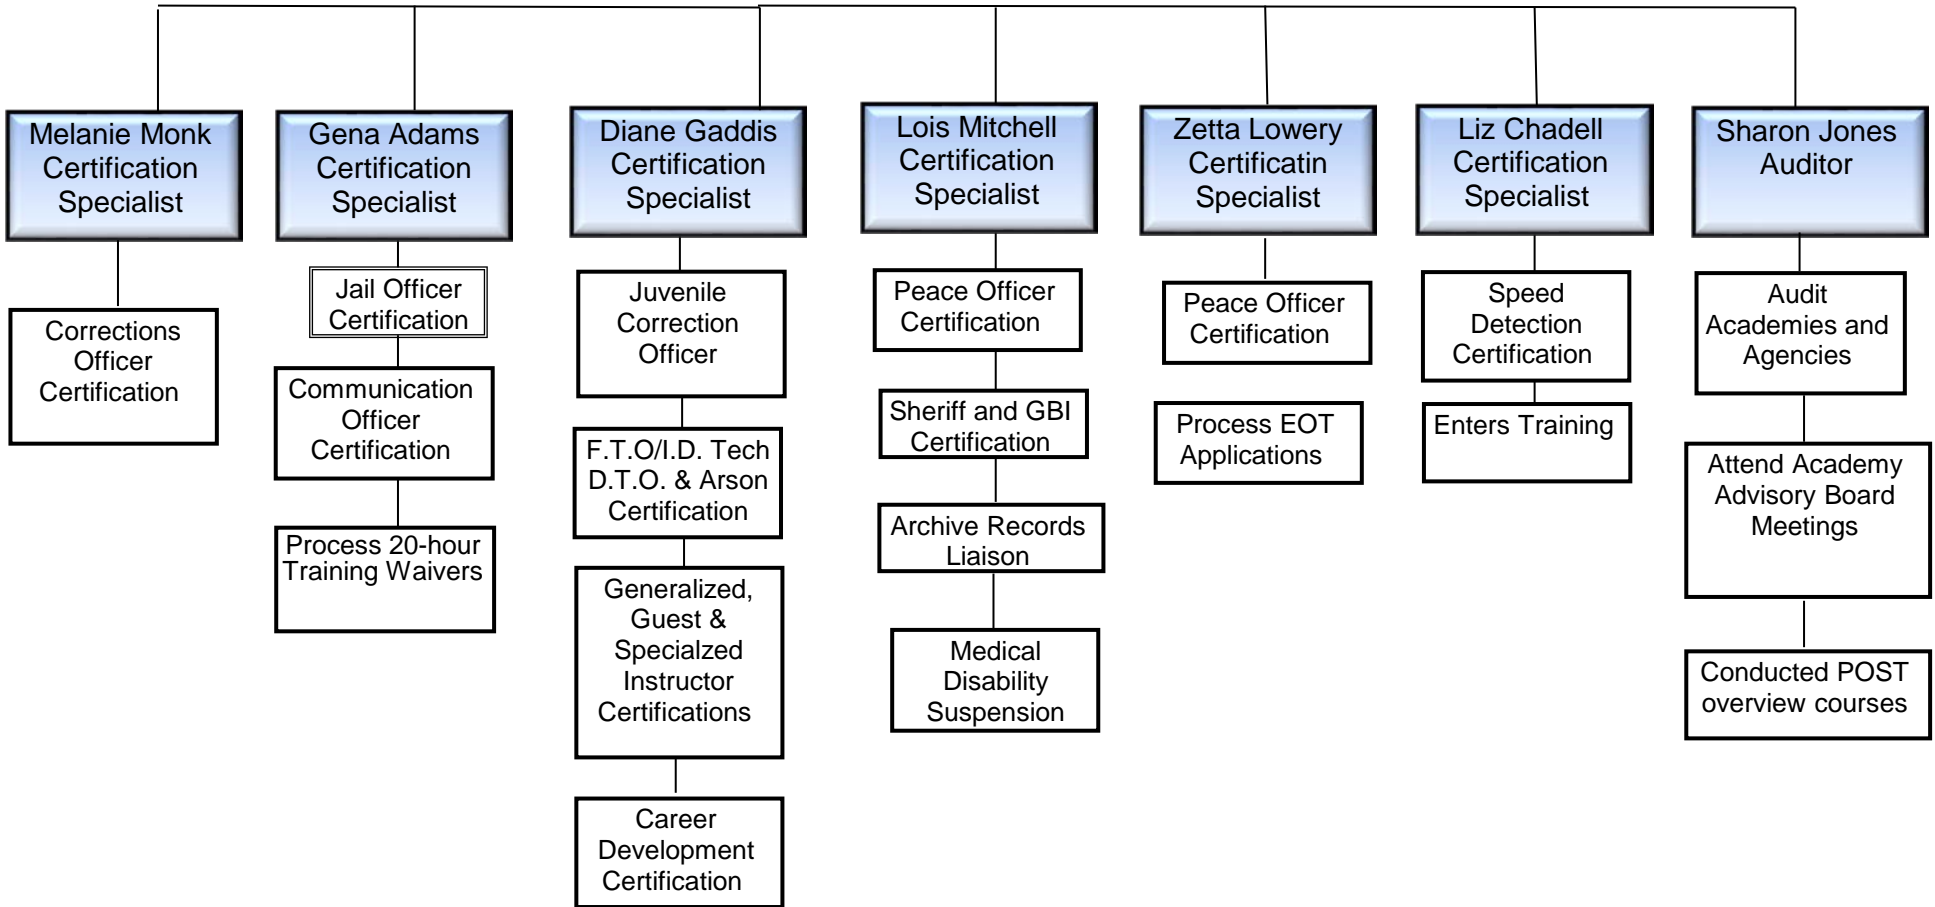 Melanie Monk
Certification
Specialist
Corrections
Officer
Certification
Gena Adams
Certification
Specialist
Jail Officer
Certification
Communication
Officer
Certification
Process 20-hour
Training Waivers
Diane Gaddis
Certification
Specialist
Juvenile
Correction
Officer
F.T.O/I.D. Tech
D.T.O. & Arson
Certification
Generalized,
Guest &
Specialzed
Instructor
Certifications
Career
Development
Certification
Lois Mitchell
Certification
Specialist
Peace Officer
Certification
Sheriff and GBI
Certification
Archive Records
Liaison
Medical
Disability
Suspension
Zetta Lowery
Certificatin
Specialist
Peace Officer
Certification
Process EOT
Applications
Liz Chadell
Certification
Specialist
Speed
Detection
Certification
Enters Training
Sharon Jones
Auditor
Audit
Academies and
Agencies
Attend Academy
Advisory Board
Meetings
Conducted POST
overview courses